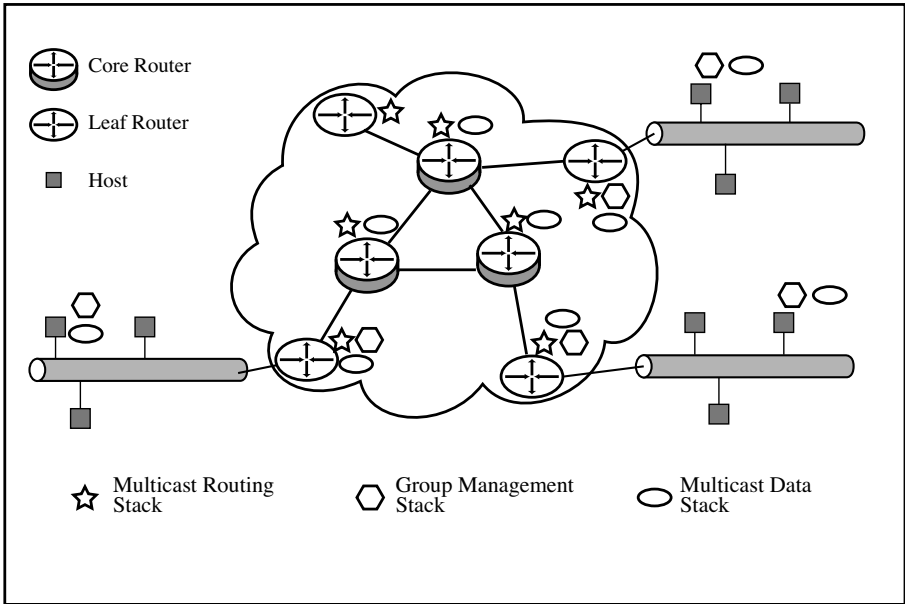 Core Router
Leaf Router
Host
Multicast Routing
Stack
Group Management
Stack
Multicast Data
Stack